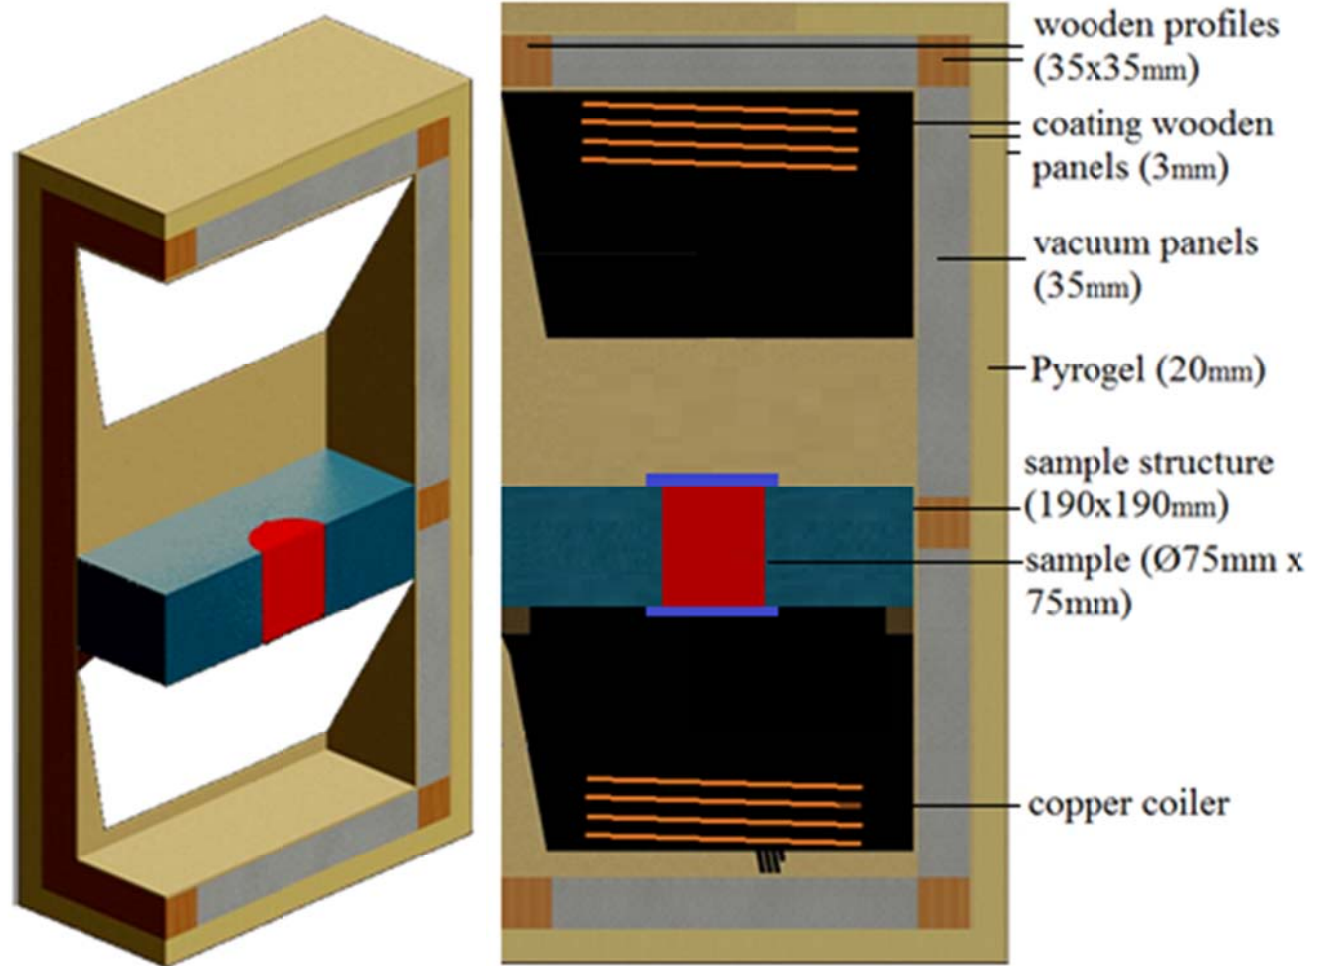 wooden profiles
(35x35mm)
coating wooden
panels (3mm)
vacuum panels
(35mm)
Pyrogel (20mm)
sample structure
(190x190mm)
sample (Ø75mm x
75mm)
copper coiler